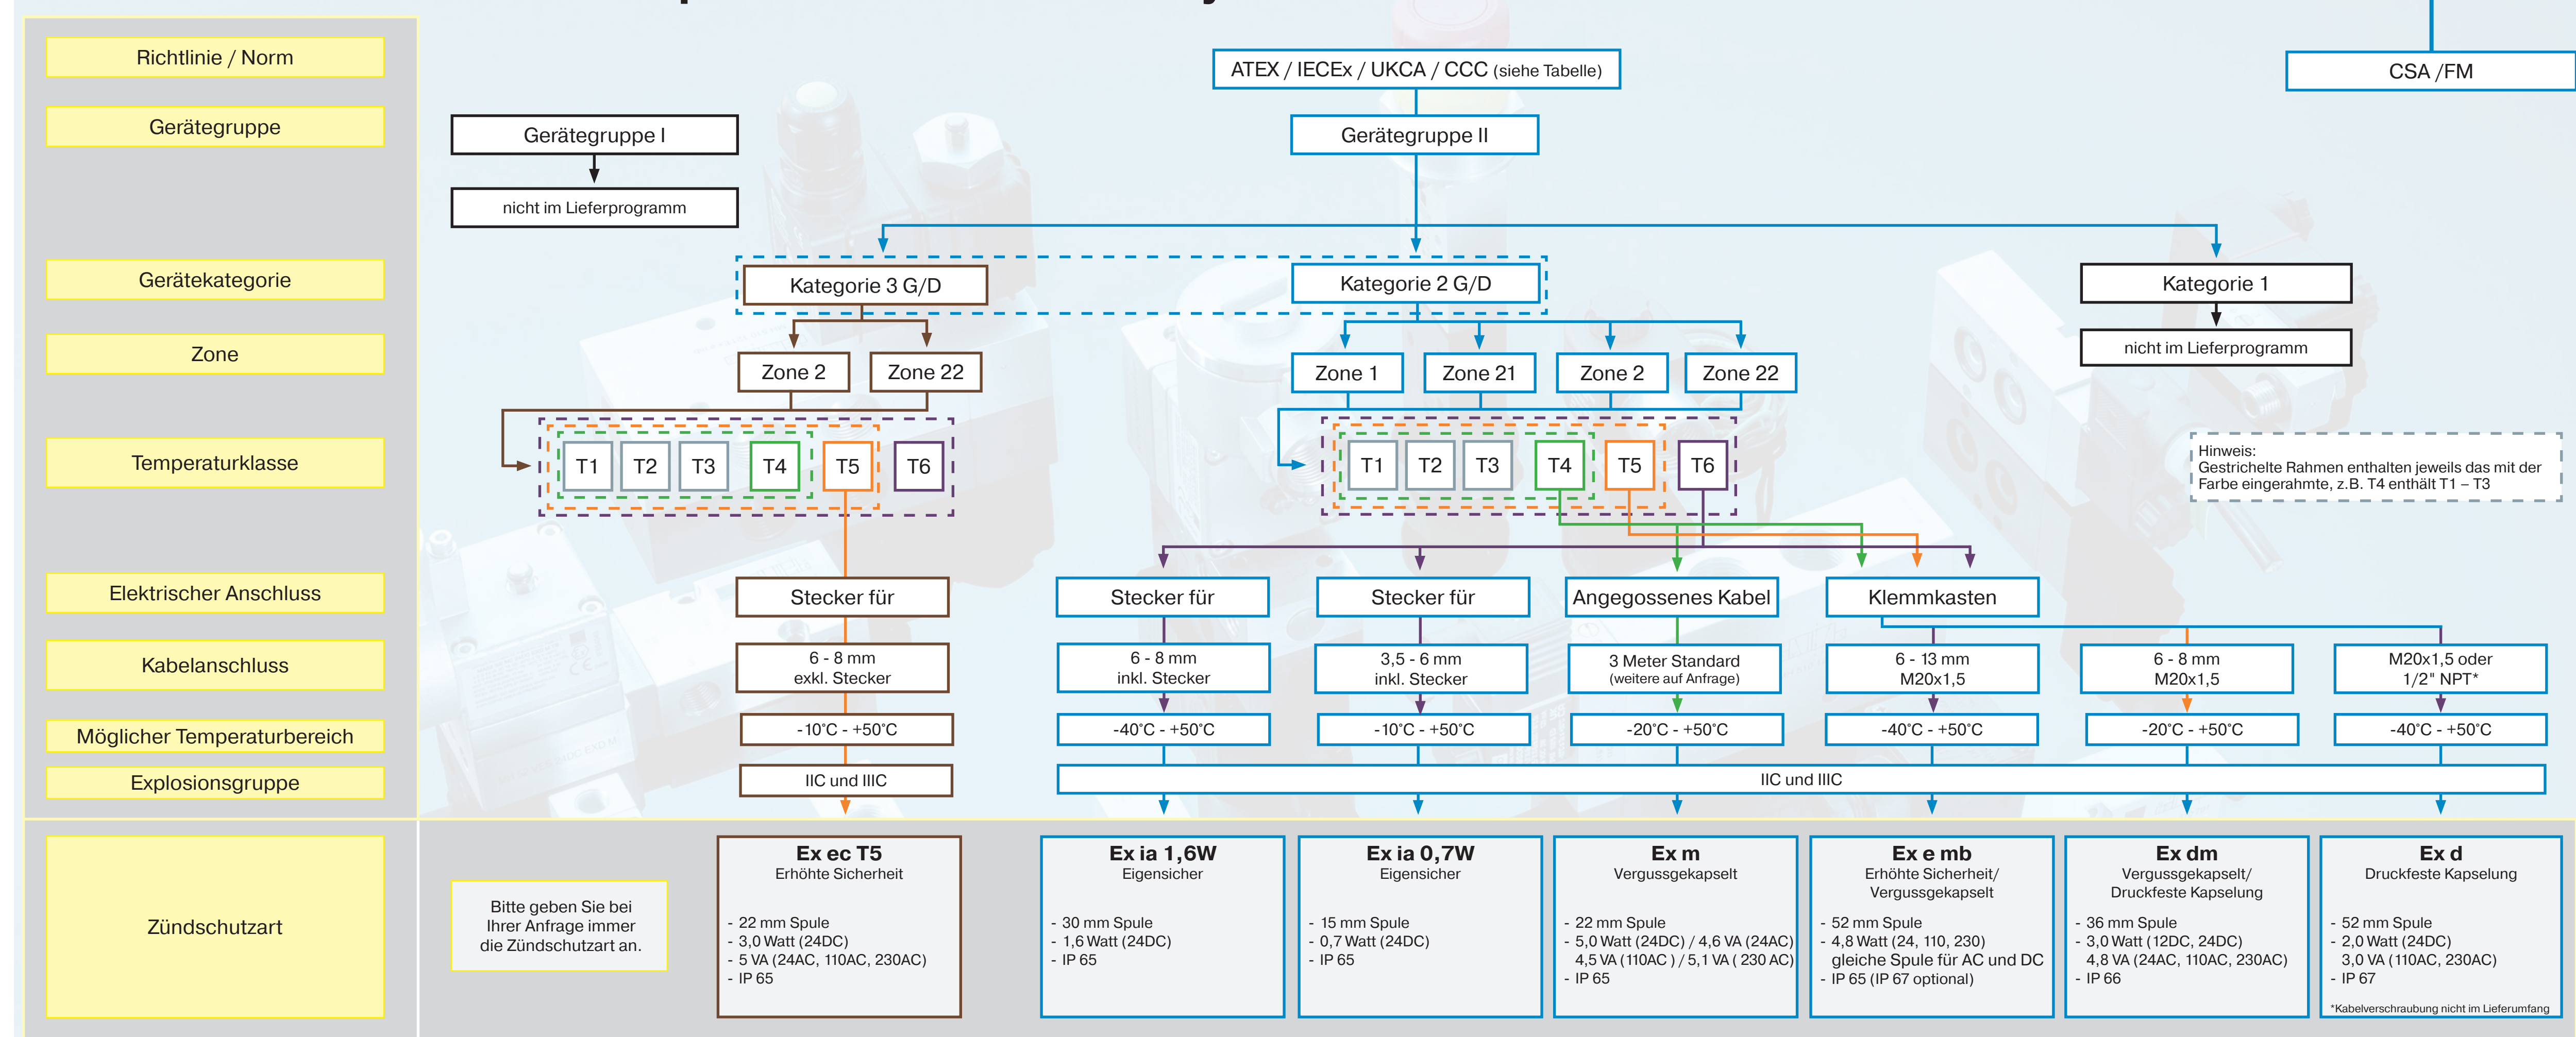 Richtlinie / Norm
ATEX / IECEx / UKCA / CCC (siehe Tabelle)
CSA /FM
Gerätegruppe
Gerätegruppe I
Gerätegruppe II
nicht im Lieferprogramm
Gerätekategorie
Kategorie 3 G/D
Kategorie 2 G/D
Kategorie 1
nicht im Lieferprogramm
Zone
Zone 2
Zone 22
Zone 1
Zone 21
Zone 2
Zone 22
Temperaturklasse
T1
T2
T3
T4
T5
T6
T1
T2
T3
T4
T5
T6
Hinweis:
Gestrichelte Rahmen enthalten jeweils das mit der
Farbe eingerahmte, z.B. T4 enthält T1 – T3
Elektrischer Anschluss
Stecker für
Stecker für
Stecker für
Angegossenes Kabel
Klemmkasten
Kabelanschluss
6 - 8 mm
exkl. Stecker
6 - 8 mm
inkl. Stecker
3,5 - 6 mm
inkl. Stecker
3 Meter Standard
(weitere auf Anfrage)
6 - 13 mm
M20x1,5
6 - 8 mm
M20x1,5
M20x1,5 oder
1/2" NPT*
Möglicher Temperaturbereich
-10°C - +50°C
-40°C - +50°C
-10°C - +50°C
-20°C - +50°C
-40°C - +50°C
-20°C - +50°C
-40°C - +50°C
Explosionsgruppe
IIC und IIIC
IIC und IIIC
Zündschutzart
Bitte geben Sie bei
Ihrer Anfrage immer
die Zündschutzart an.
Ex ec T5
Erhöhte Sicherheit
- 22 mm Spule
- 3,0 Watt (24DC)
- 5 VA (24AC, 110AC, 230AC)
- IP 65
Ex ia 1,6W
Eigensicher
- 30 mm Spule
- 1,6 Watt (24DC)
- IP 65
Ex ia 0,7W
Eigensicher
- 15 mm Spule
- 0,7 Watt (24DC)
- IP 65
Ex m
Vergussgekapselt
- 22 mm Spule
- 5,0 Watt (24DC) / 4,6 VA (24AC)
4,5 VA (110AC ) / 5,1 VA ( 230 AC)
- IP 65
Ex e mb
Erhöhte Sicherheit/
Vergussgekapselt
- 52 mm Spule
- 4,8 Watt (24, 110, 230)
gleiche Spule für AC und DC
- IP 65 (IP 67 optional)
Ex dm
Vergussgekapselt/
Druckfeste Kapselung
- 36 mm Spule
- 3,0 Watt (12DC, 24DC)
4,8 VA (24AC, 110AC, 230AC)
- IP 66
Ex d
Druckfeste Kapselung
- 52 mm Spule
- 2,0 Watt (24DC)
3,0 VA (110AC, 230AC)
- IP 67
*Kabelverschraubung nicht im Lieferumfang